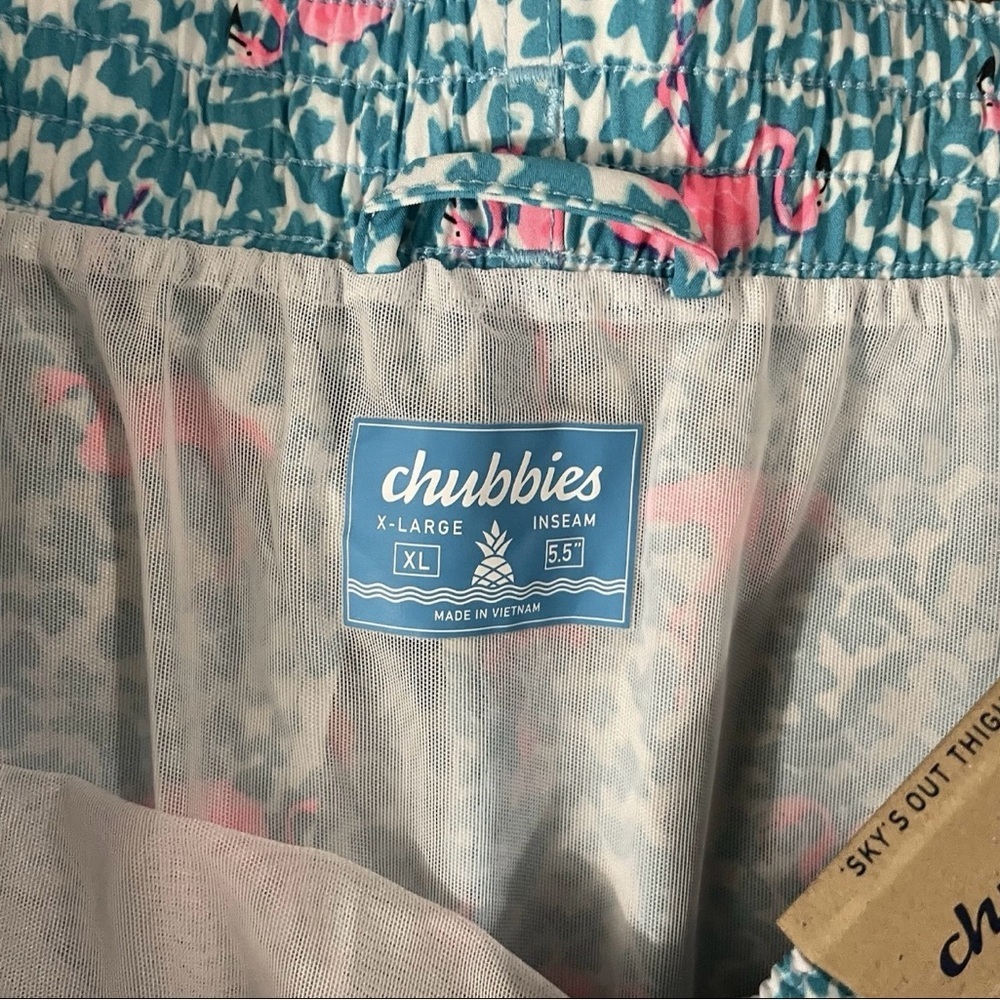 chubbies
X-LARGE INSEAM
XL 5.5"
MADE IN VIETNAM
'SKY'S OUT THIGH
ch